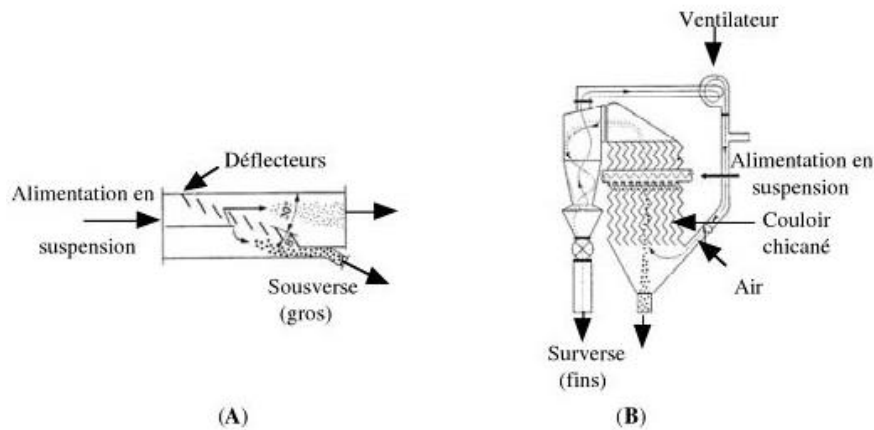 Ventilateur
Déflecteurs
Alimentation en
suspension
Sousverse
(gros)
Alimentation en
suspension
Couloir
chicané
Air
Surverse
(fins)
(A)
(B)